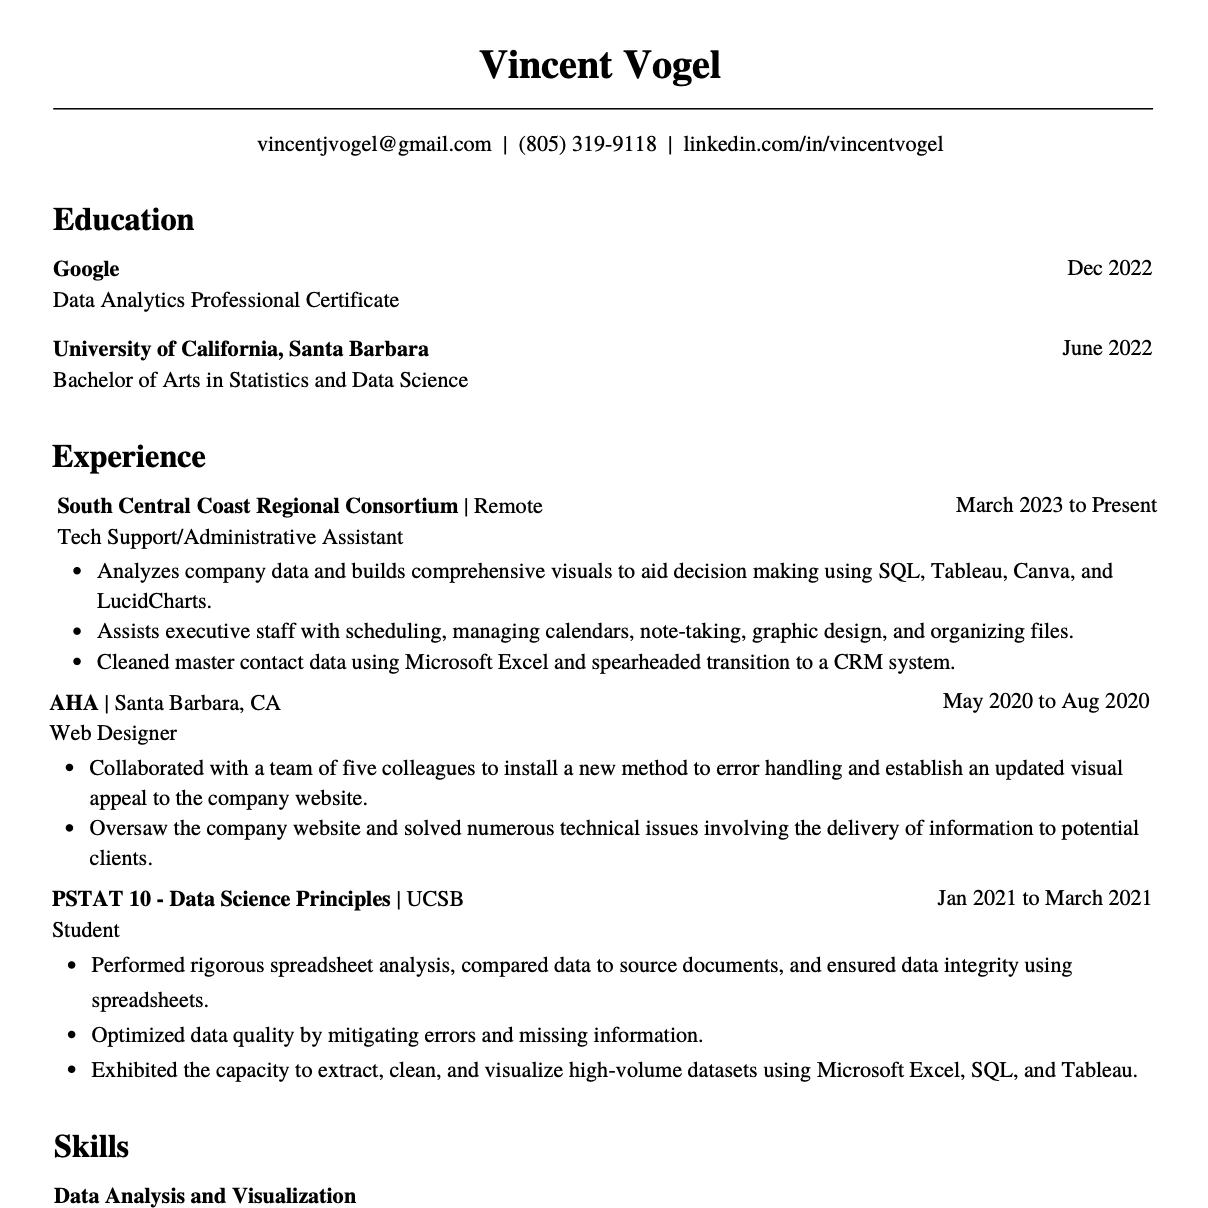 Vincent Vogel
vincentjvogel@gmail.com | (805) 319-9118 | linkedin.com/in/vincentvogel
Education
Google Dec 2022
Data Analytics Professional Certificate
University of California, Santa Barbara June 2022
Bachelor of Arts in Statistics and Data Science
Experience
South Central Coast Regional Consortium | Remote March 2023 to Present
Tech Support/Administrative Assistant
• Analyzes company data and builds comprehensive visuals to aid decision making using SQL, Tableau, Canva, and
LucidCharts.
• Assists executive staff with scheduling, managing calendars, note-taking, graphic design, and organizing files.
• Cleaned master contact data using Microsoft Excel and spearheaded transition to a CRM system.
AHA | Santa Barbara, CA May 2020 to Aug 2020
Web Designer
• Collaborated with a team of five colleagues to install a new method to error handling and establish an updated visual
appeal to the company website.
• Oversaw the company website and solved numerous technical issues involving the delivery of information to potential
clients.
PSTAT 10 - Data Science Principles | UCSB Jan 2021 to March 2021
Student
• Performed rigorous spreadsheet analysis, compared data to source documents, and ensured data integrity using
spreadsheets.
• Optimized data quality by mitigating errors and missing information.
• Exhibited the capacity to extract, clean, and visualize high-volume datasets using Microsoft Excel, SQL, and Tableau.
Skills
Data Analysis and Visualization